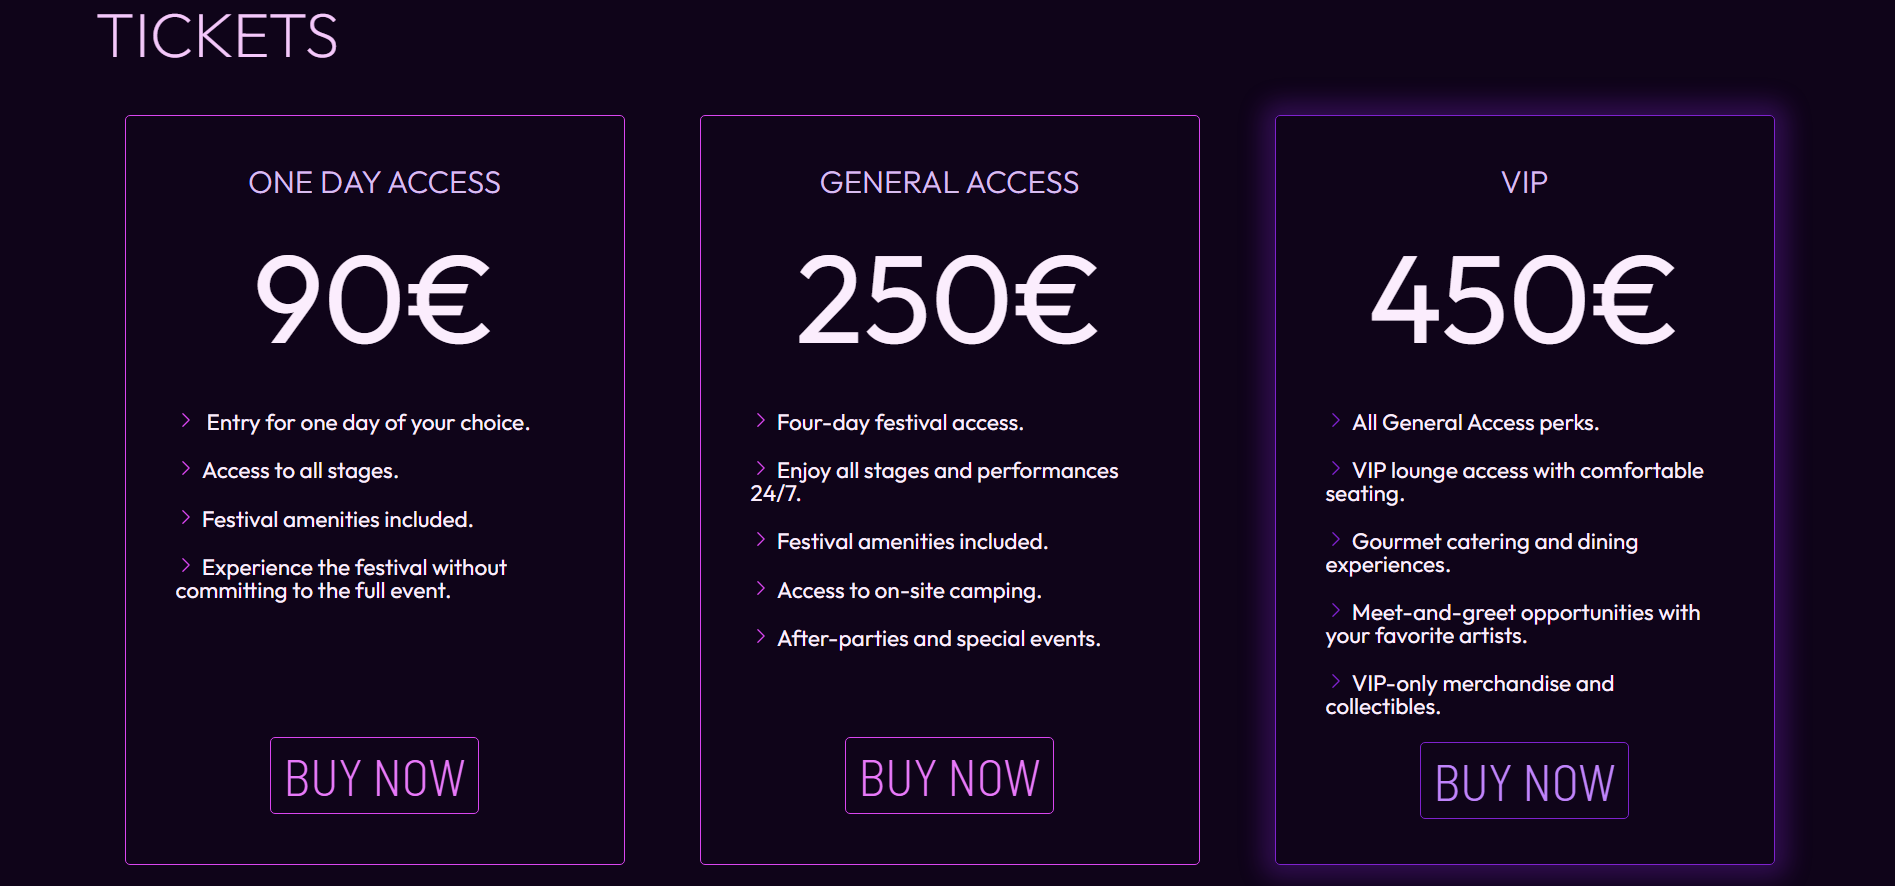 TICKETS
ONE DAY ACCESS
90€
Entry for one day of your choice.
Access to all stages.
Festival amenities included.
Experience the festival without
committing to the full event.
BUY NOW
GENERAL ACCESS
250€
Four-day festival access.
Enjoy all stages and performances
24/7.
Festival amenities included.
Access to on-site camping.
After-parties and special events.
BUY NOW
VIP
450€
All General Access perks.
VIP lounge access with comfortable
seating.
Gourmet catering and dining
experiences.
Meet-and-greet opportunities with
your favorite artists.
VIP-only merchandise and
collectibles.
BUY NOW